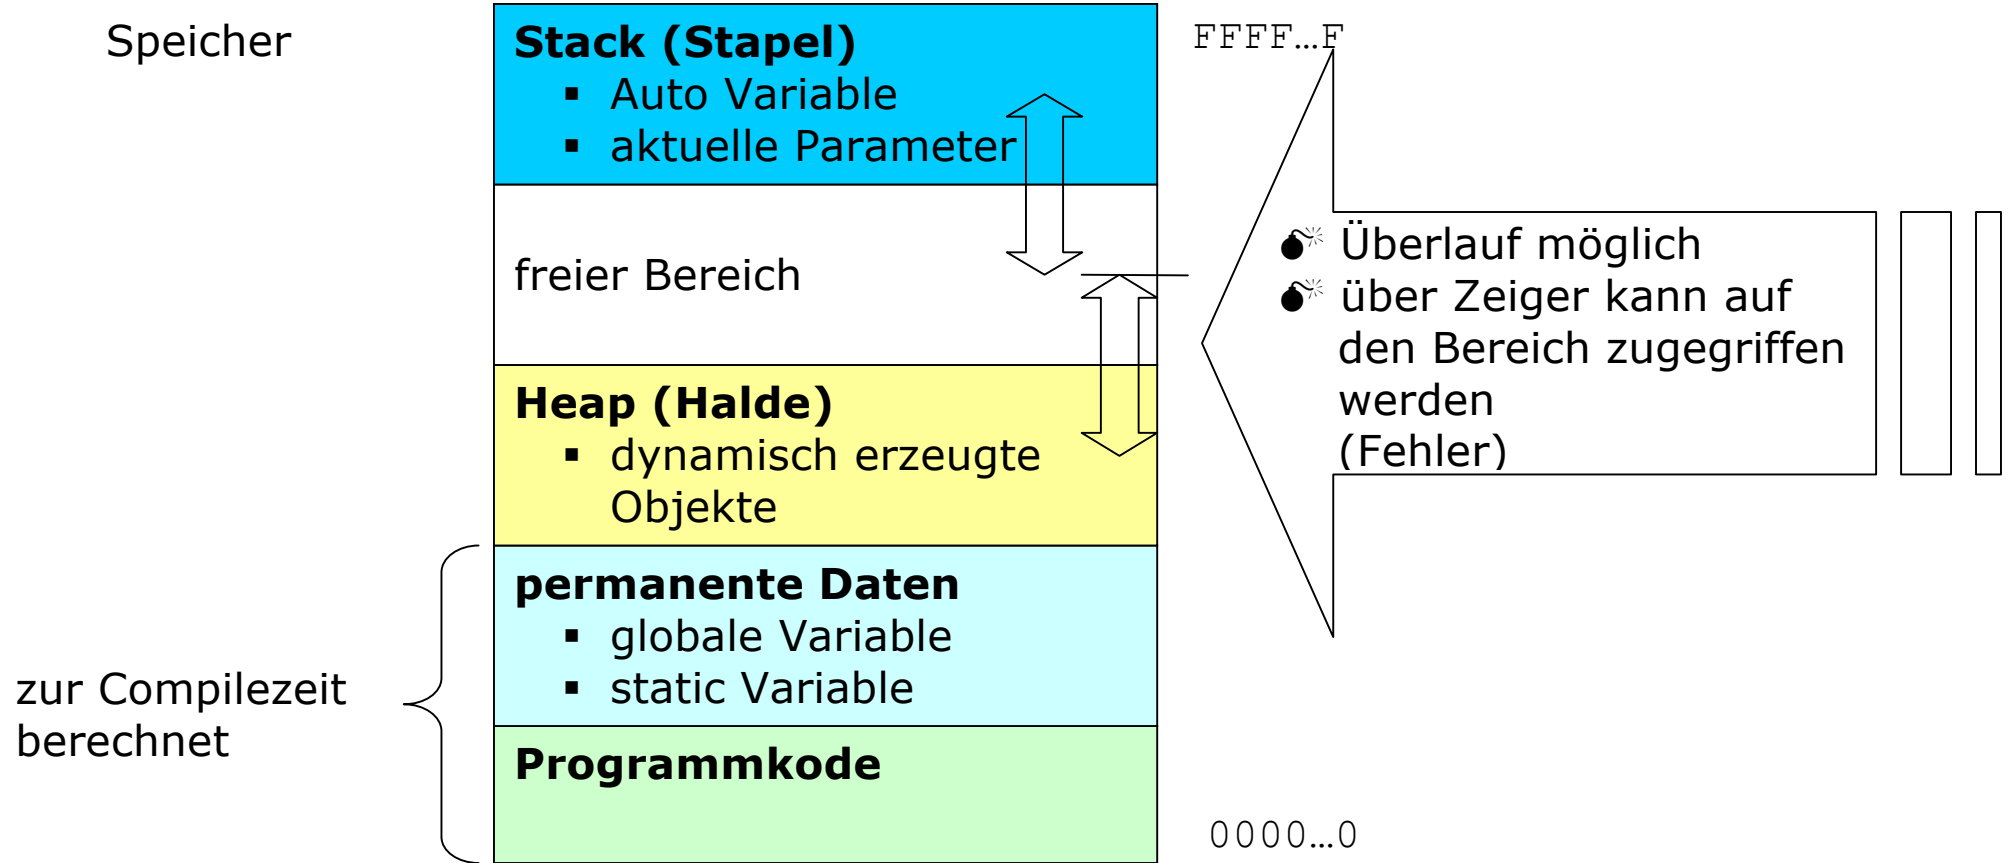 Speicher
Stack (Stapel)
▪ Auto Variable
▪ aktuelle Parameter
FFFF…F
freier Bereich
💣 Überlauf möglich
💣 über Zeiger kann auf
den Bereich zugegriffen
werden
(Fehler)
Heap (Halde)
▪ dynamisch erzeugte
Objekte
permanente Daten
▪ globale Variable
▪ static Variable
zur Compilezeit
berechnet
Programmkode
0000…0